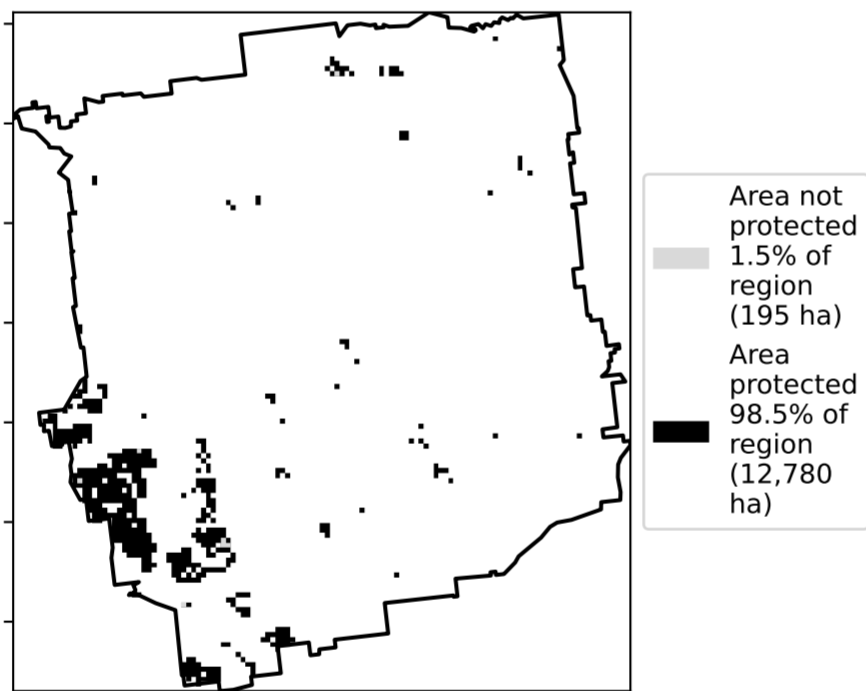 Area not
protected
1.5% of
region
(195 ha)
Area
protected
98.5% of
region
(12,780
ha)